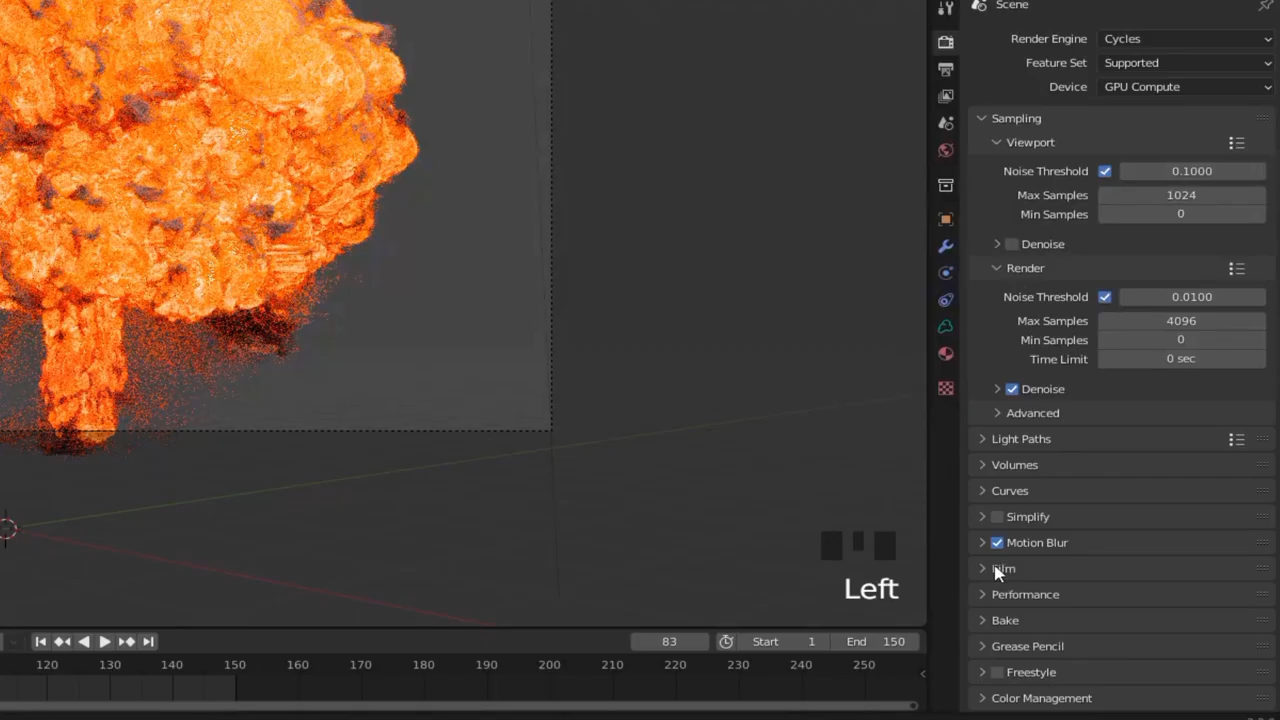 Scene
Render Engine Cycles
Feature Set Supported
Device GPU Compute
Sampling
Viewport
Noise Threshold 0.1000
Max Samples 1024
Min Samples 0
Denoise
Render
Noise Threshold 0.0100
Max Samples 4096
Min Samples 0
Time Limit 0 sec
Denoise
Advanced
Light Paths
Volumes
Curves
Simplify
Motion Blur
Film
Performance
Bake
Grease Pencil
Freestyle
Color Management
Left
83 Start 1 End 150
120 130 140 150 160 170 180 190 200 210 220 230 240 250